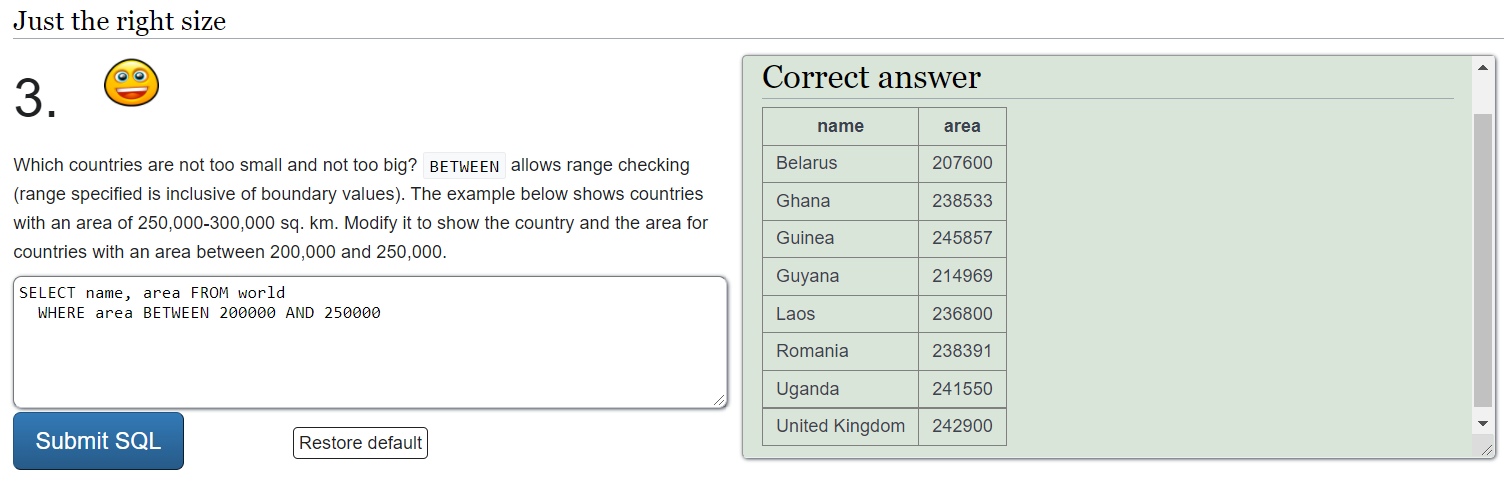 Just the right size
3.
Which countries are not too small and not too big? BETWEEN allows range checking
(range specified is inclusive of boundary values). The example below shows countries
with an area of 250,000-300,000 sq. km. Modify it to show the country and the area for
countries with an area between 200,000 and 250,000.
SELECT name, area FROM world
  WHERE area BETWEEN 200000 AND 250000
Submit SQL
Restore default
Correct answer
name area
Belarus 207600
Ghana 238533
Guinea 245857
Guyana 214969
Laos 236800
Romania 238391
Uganda 241550
United Kingdom 242900